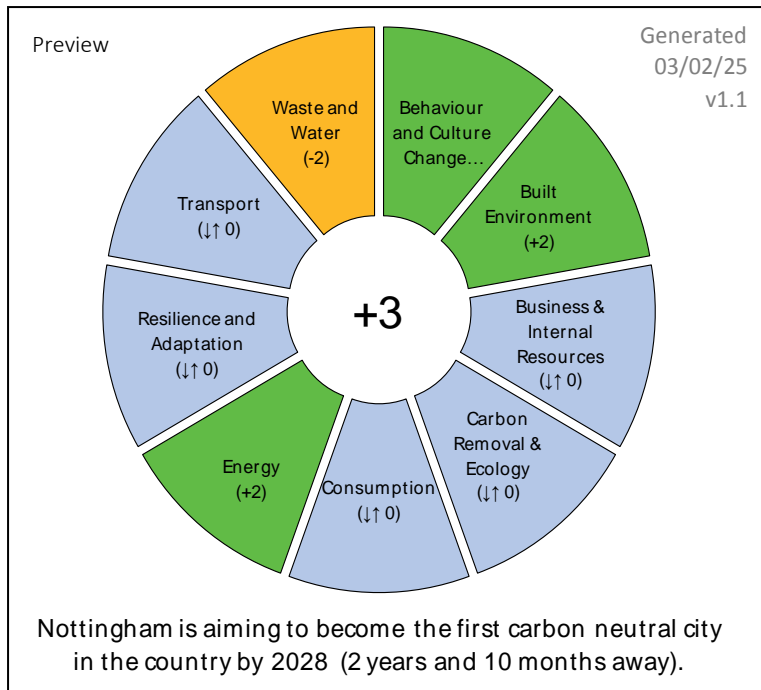 Preview
Generated
03/02/25
v1.1
Waste and
Water
(-2)
Behaviour
and Culture
Change…
Built
Environment
(+2)
Transport
(↓↑ 0)
Resilience and
Adaptation
(↓↑ 0)
+3
Business &
Internal
Resources
(↓↑ 0)
Carbon
Removal &
Ecology
(↓↑ 0)
Energy
(+2)
Consumption
(↓↑ 0)
Nottingham is aiming to become the first carbon neutral city
in the country by 2028 (2 years and 10 months away).